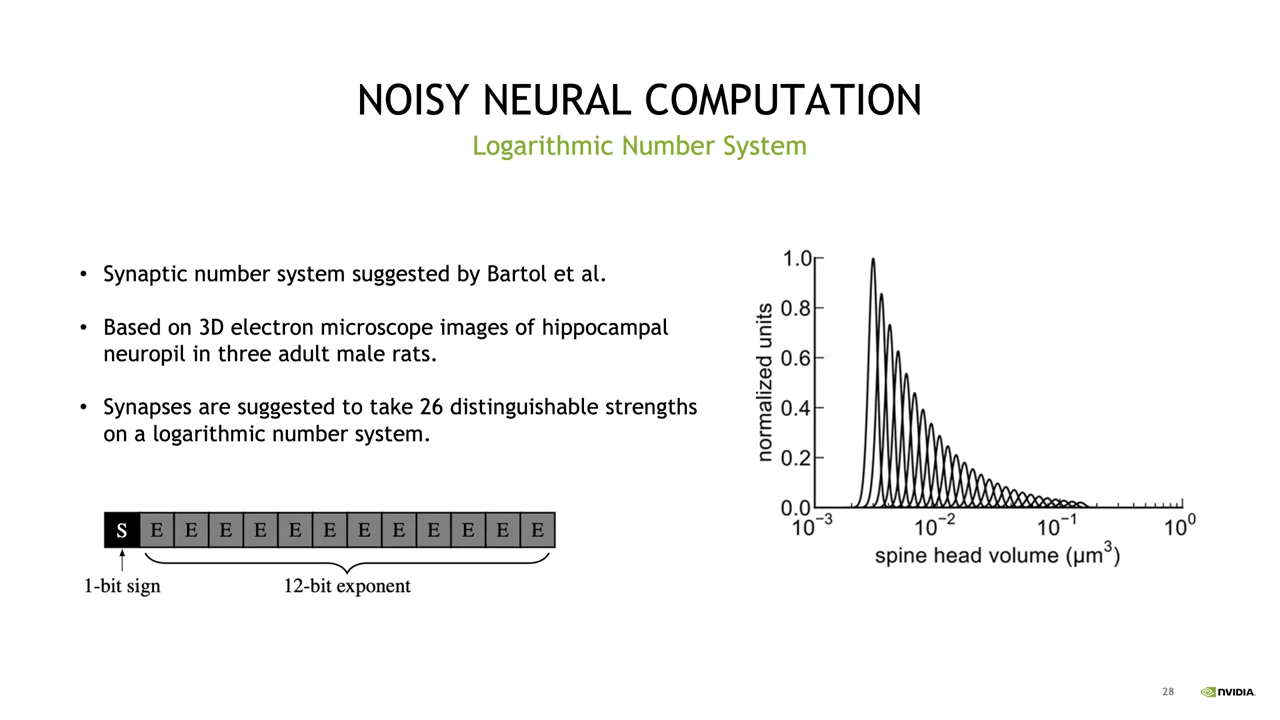 NOISY NEURAL COMPUTATION
Logarithmic Number System
• Synaptic number system suggested by Bartol et al.
• Based on 3D electron microscope images of hippocampal
neuropil in three adult male rats.
• Synapses are suggested to take 26 distinguishable strengths
on a logarithmic number system.
S E E E E E E E E E E E E
1-bit sign
12-bit exponent
normalized units
1.0
0.8
0.6
0.4
0.2
0.0
10⁻³ 10⁻² 10⁻¹ 10⁰
spine head volume (µm³)
28
NVIDIA.